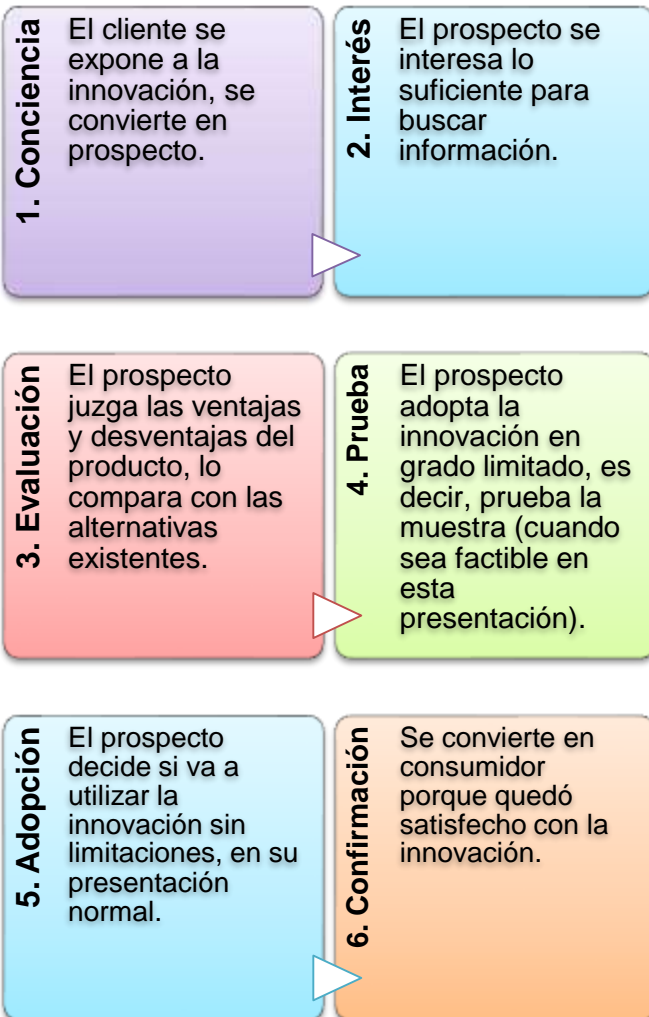 1. Conciencia
El cliente se
expone a la
innovación, se
convierte en
prospecto.
2. Interés
El prospecto se
interesa lo
suficiente para
buscar
información.
3. Evaluación
El prospecto
juzga las ventajas
y desventajas del
producto, lo
compara con las
alternativas
existentes.
4. Prueba
El prospecto
adopta la
innovación en
grado limitado, es
decir, prueba la
muestra (cuando
sea factible en
esta
presentación).
5. Adopción
El prospecto
decide si va a
utilizar la
innovación sin
limitaciones, en su
presentación
normal.
6. Confirmación
Se convierte en
consumidor
porque quedó
satisfecho con la
innovación.